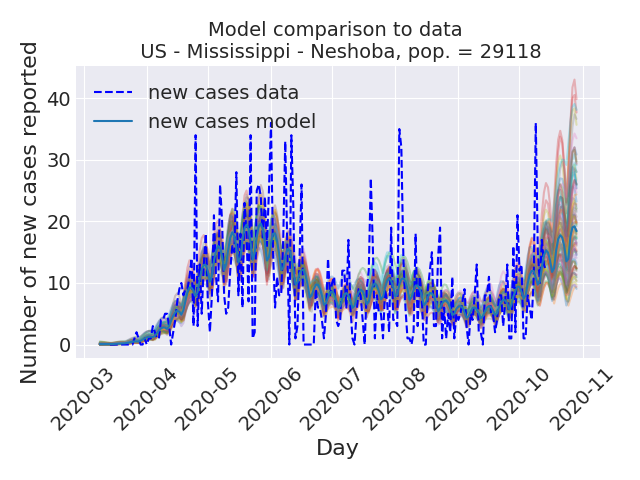 Model comparison to data
US - Mississippi - Neshoba, pop. = 29118
Number of new cases reported
40
30
20
10
0
new cases data
new cases model
2020-03
2020-04
2020-05
2020-06
2020-07
2020-08
2020-09
2020-10
2020-11
Day